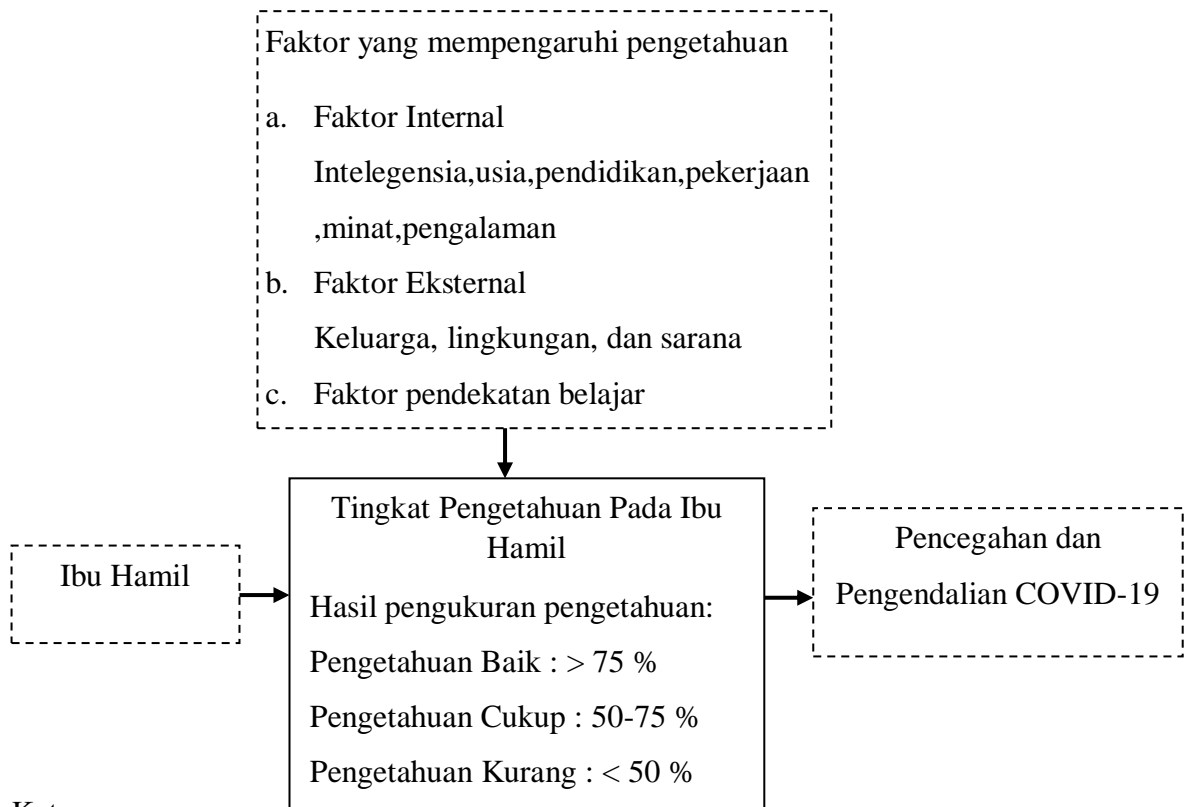 Faktor yang mempengaruhi pengetahuan
a. Faktor Internal
Intelegensia,usia,pendidikan,pekerjaan
,minat,pengalaman
b. Faktor Eksternal
Keluarga, lingkungan, dan sarana
c. Faktor pendekatan belajar
Ibu Hamil
Tingkat Pengetahuan Pada Ibu
Hamil
Hasil pengukuran pengetahuan:
Pengetahuan Baik : > 75 %
Pengetahuan Cukup : 50-75 %
Pengetahuan Kurang : < 50 %
Pencegahan dan
Pengendalian COVID-19